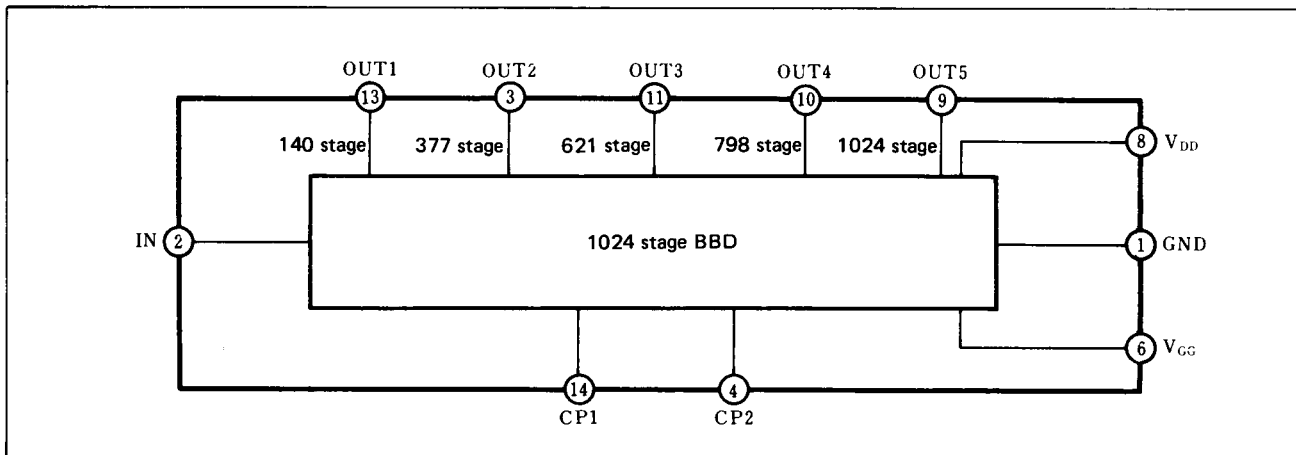 OUT1 OUT2 OUT3 OUT4 OUT5
13 3 11 10 9
140 stage 377 stage 621 stage 798 stage 1024 stage
8 VDD
IN 2 1024 stage BBD 1 GND
6 VGG
14 4
CP1 CP2